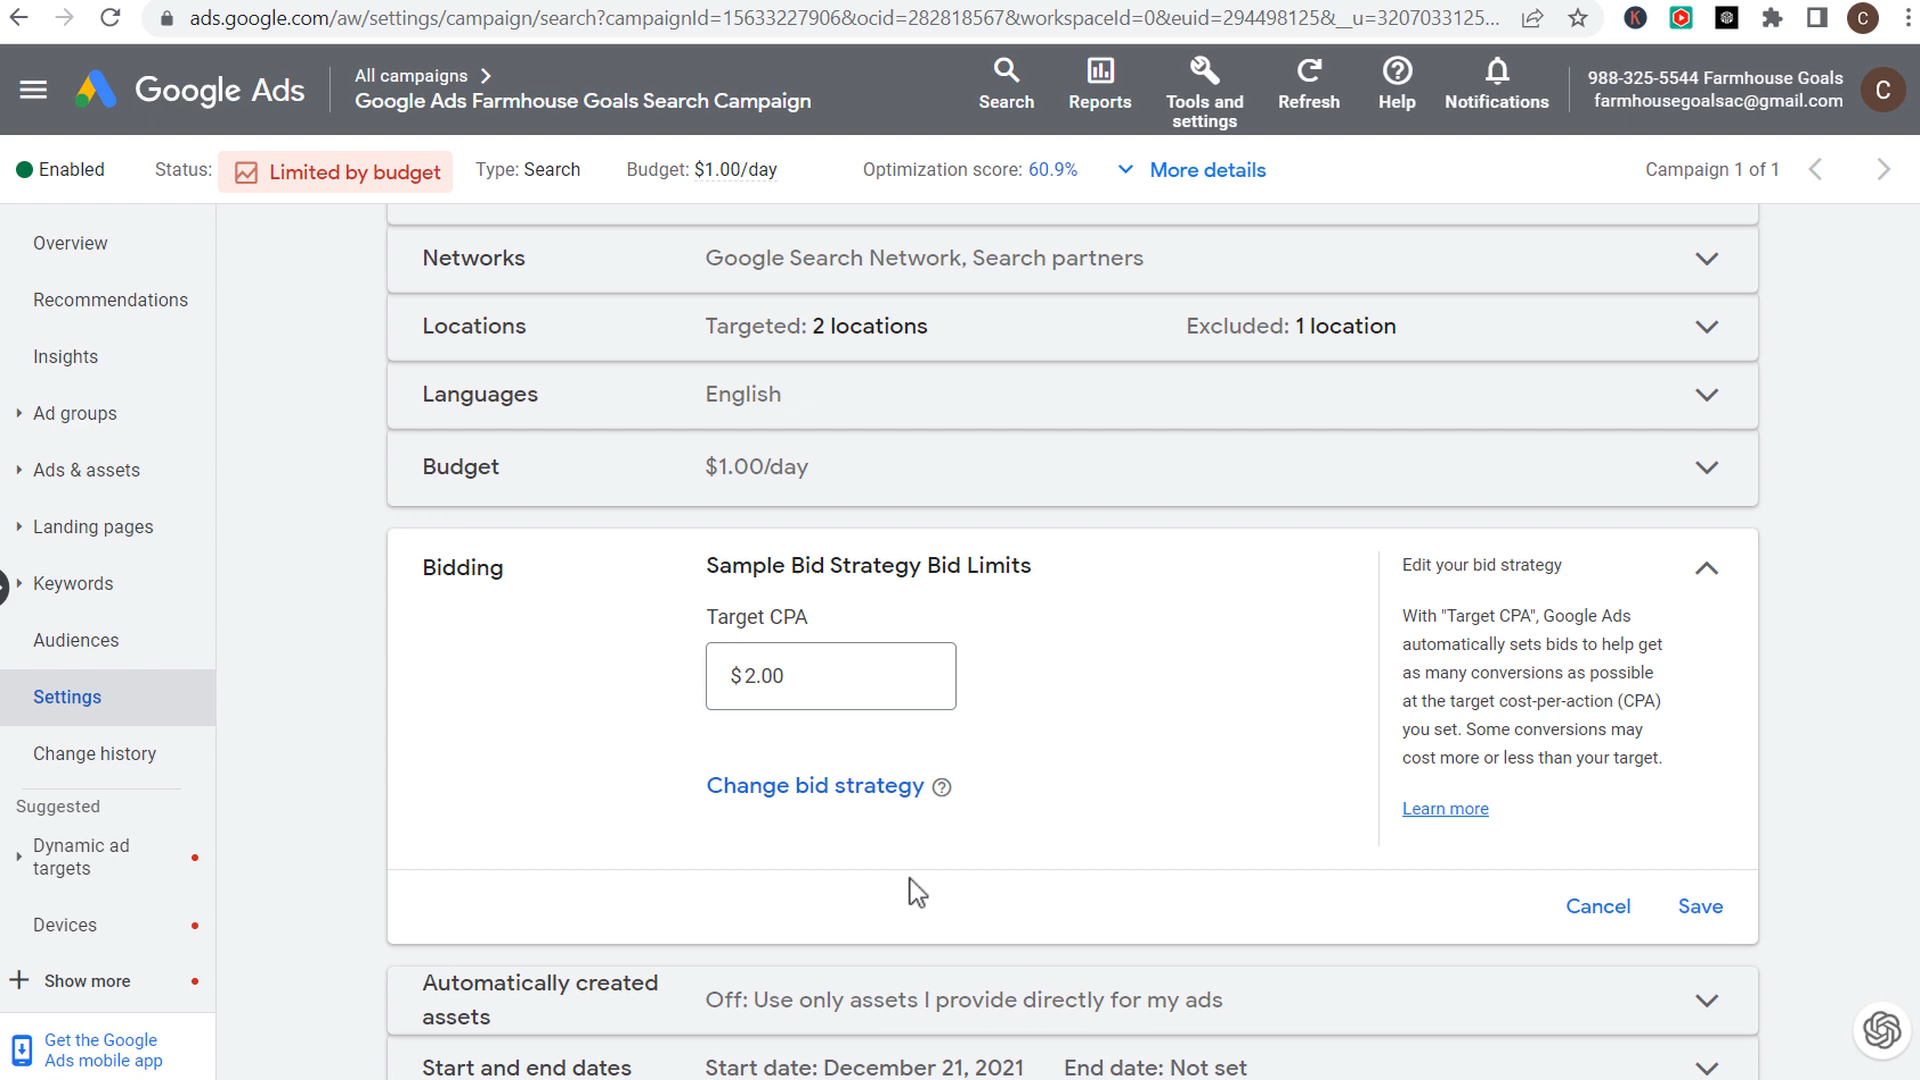 ads.google.com/aw/settings/campaign/search?campaignId=15633227906&ocid=282818567&workspaceId=0&euid=294498125&__u=3207033125...
K
C
Google Ads
All campaigns
Google Ads Farmhouse Goals Search Campaign
Search
Reports
Tools and
settings
Refresh
Help
Notifications
988-325-5544 Farmhouse Goals
farmhousegoalsac@gmail.com
C
Enabled
Status: Limited by budget
Type: Search
Budget: $1.00/day
Optimization score: 60.9%
More details
Campaign 1 of 1
Overview
Recommendations
Insights
Ad groups
Ads & assets
Landing pages
Keywords
Audiences
Settings
Change history
Suggested
Dynamic ad
targets
Devices
Show more
Get the Google
Ads mobile app
Networks
Google Search Network, Search partners
Locations
Targeted: 2 locations
Excluded: 1 location
Languages
English
Budget
$1.00/day
Bidding
Sample Bid Strategy Bid Limits
Target CPA
$2.00
Change bid strategy
Edit your bid strategy
With "Target CPA", Google Ads
automatically sets bids to help get
as many conversions as possible
at the target cost-per-action (CPA)
you set. Some conversions may
cost more or less than your target.
Learn more
Cancel
Save
Automatically created
assets
Off: Use only assets I provide directly for my ads
Start and end dates
Start date: December 21, 2021
End date: Not set